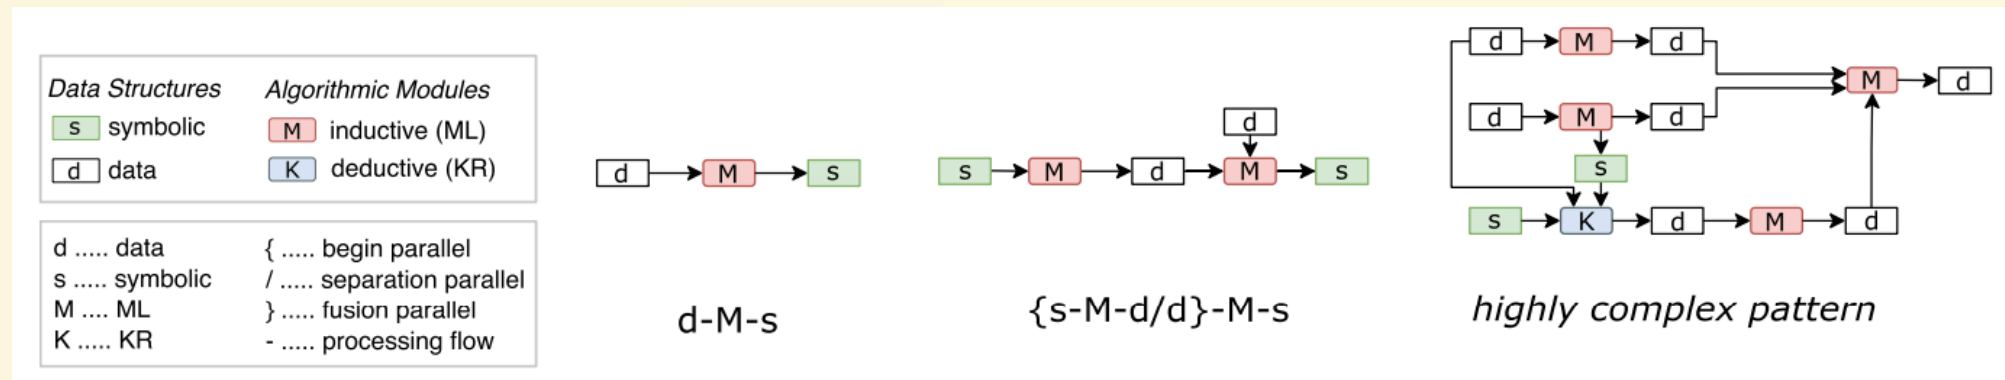 Data Structures
Algorithmic Modules
s symbolic
M inductive (ML)
d data
K deductive (KR)
d ..... data
{ ..... begin parallel
s ..... symbolic
/ ..... separation parallel
M .... ML
} ..... fusion parallel
K ..... KR
- ..... processing flow
d M s
d-M-s
d
s M d M s
{s-M-d/d}-M-s
d M d
M d
d M d
s
s K d M d
highly complex pattern